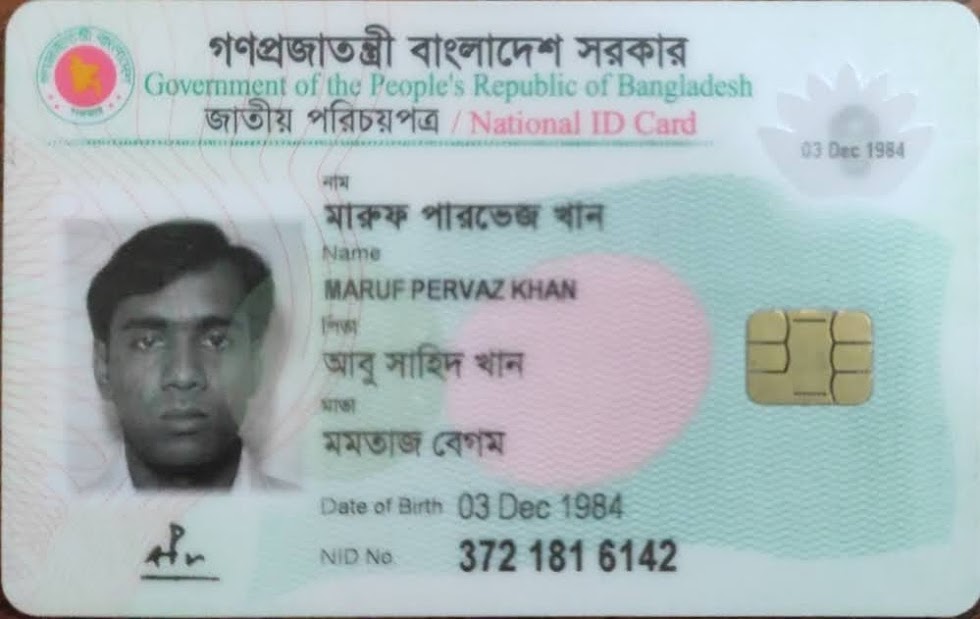 গণপ্রজাতন্ত্রী বাংলাদেশ সরকার
Government of the People's Republic of Bangladesh
জাতীয় পরিচয়পত্র / National ID Card
03 Dec 1984
নাম
মারুফ পারভেজ খান
Name
MARUF PERVAZ KHAN
পিতা
আবু সাহিদ খান
মাতা
মমতাজ বেগম
Date of Birth 03 Dec 1984
NID No. 372 181 6142